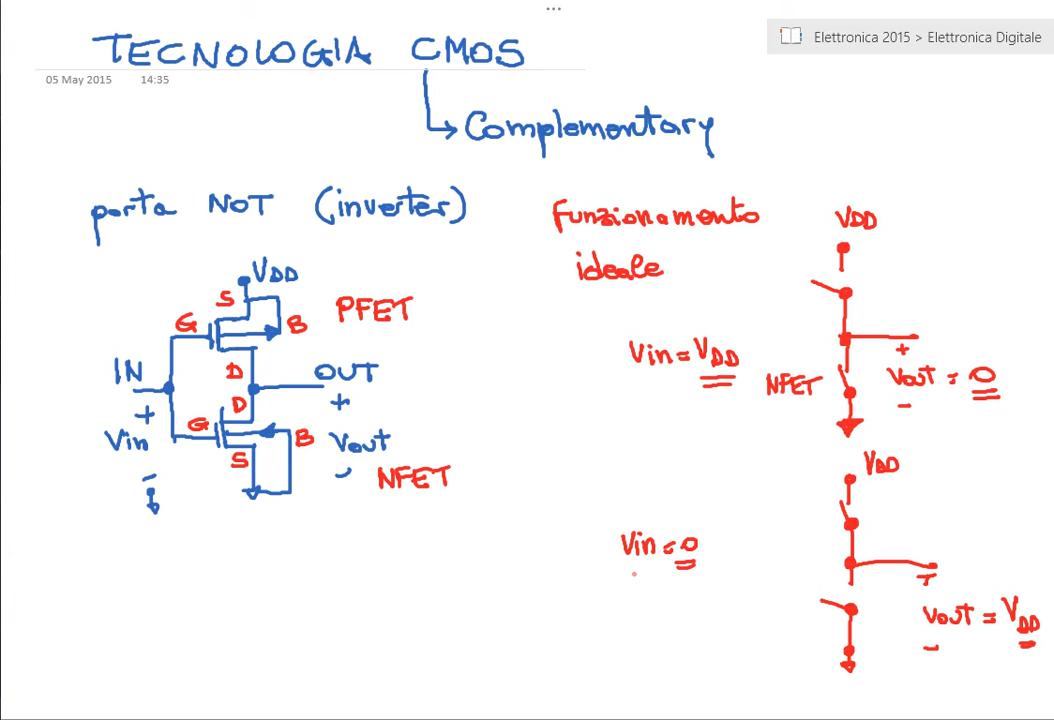 Elettronica 2015 > Elettronica Digitale
TECNOLOGIA CMOS
05 May 2015 14:35
Complementary
porta NOT (inverter)
VDD
S
G
B
PFET
IN
D
OUT
+
D
+
G
B
Vin
Vout
S
-
-
NFET
Funzionamento
ideale
VDD
Vin = VDD
NFET
+
Vout = 0
-
VDD
Vin = 0
+
Vout = VDD
-